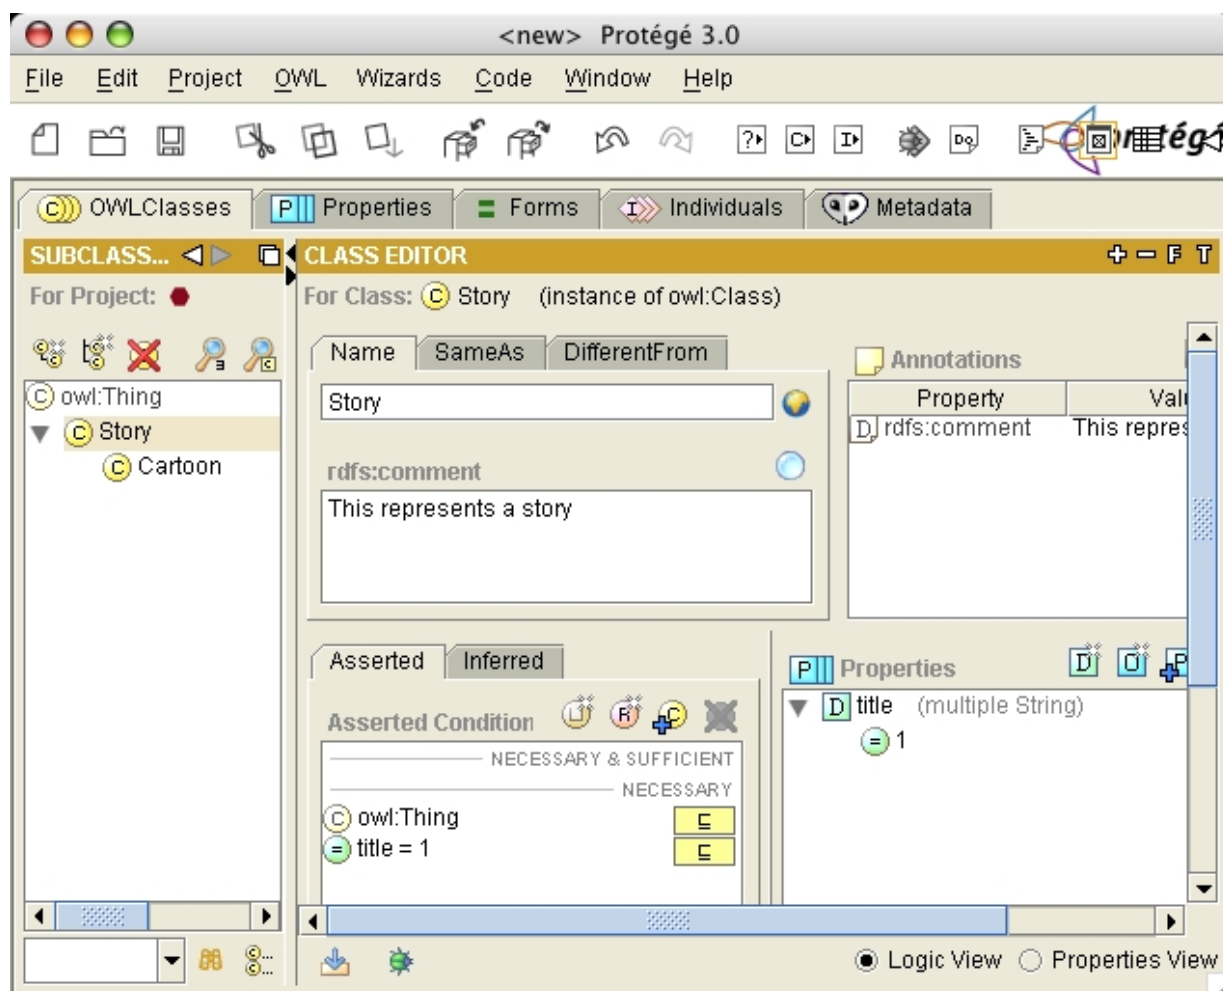 <new> Protégé 3.0
File Edit Project OWL Wizards Code Window Help
OWLClasses Properties Forms Individuals Metadata
SUBCLASS... CLASS EDITOR
For Project: For Class: Story (instance of owl:Class)
Name SameAs DifferentFrom
Annotations
owl:Thing
Story
Cartoon
Story
rdfs:comment
This represents a story
Property
rdfs:comment This
Asserted Inferred
Asserted Condition
NECESSARY & SUFFICIENT
NECESSARY
owl:Thing
title = 1
Properties
title (multiple String)
1
Logic View Properties View